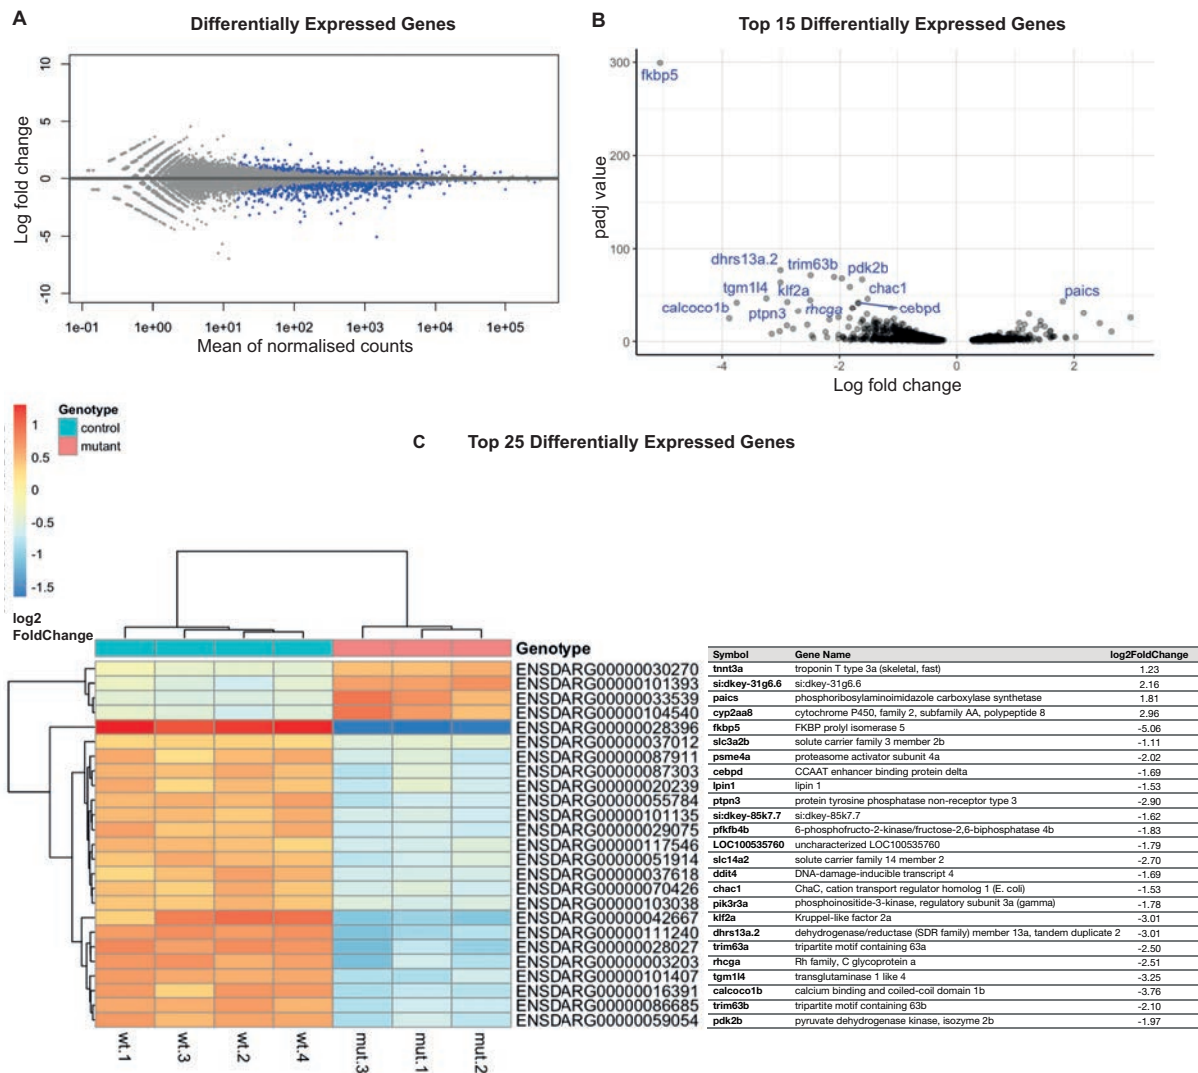 A
Differentially Expressed Genes
Log fold change
10
5
0
-5
-10
1e-01 1e+00 1e+01 1e+02 1e+03 1e+04 1e+05
Mean of normalised counts
B
Top 15 Differentially Expressed Genes
padj value
300
200
100
0
fkbp5
dhrs13a.2
trim63b
pdk2b
tgm1l4
klf2a
chac1
calcoco1b
ptpn3
rhcga
cebpd
paics
-4 -2 0 2
Log fold change
1
0.5
0
-0.5
-1
-1.5
log2
FoldChange
Genotype
control
mutant
C
Top 25 Differentially Expressed Genes
Genotype
ENSDARG00000030270
ENSDARG00000101393
ENSDARG00000033539
ENSDARG00000104540
ENSDARG00000028396
ENSDARG00000037012
ENSDARG00000087911
ENSDARG00000087303
ENSDARG00000020239
ENSDARG00000055784
ENSDARG00000101135
ENSDARG00000029075
ENSDARG00000117546
ENSDARG00000051914
ENSDARG00000037618
ENSDARG00000070426
ENSDARG00000103038
ENSDARG00000042667
ENSDARG00000111240
ENSDARG00000028027
ENSDARG00000003203
ENSDARG00000101407
ENSDARG00000016391
ENSDARG00000086685
ENSDARG00000059054
wt.1 wt.3 wt.2 wt.4 mut.3 mut.1 mut.2
Symbol Gene Name log2FoldChange
tnnt3a troponin T type 3a (skeletal, fast) 1.23
si:dkey-31g6.6 si:dkey-31g6.6 2.16
paics phosphoribosylaminoimidazole carboxylase synthetase 1.81
cyp2aa8 cytochrome P450, family 2, subfamily AA, polypeptide 8 2.96
fkbp5 FKBP prolyl isomerase 5 -5.06
slc3a2b solute carrier family 3 member 2b -1.11
psme4a proteasome activator subunit 4a -2.02
cebpd CCAAT enhancer binding protein delta -1.69
lpin1 lipin 1 -1.53
ptpn3 protein tyrosine phosphatase non-receptor type 3 -2.90
si:dkey-85k7.7 si:dkey-85k7.7 -1.62
pfkfb4b 6-phosphofructo-2-kinase/fructose-2,6-biphosphatase 4b -1.83
LOC100535760 uncharacterized LOC100535760 -1.79
slc14a2 solute carrier family 14 member 2 -2.70
ddit4 DNA-damage-inducible transcript 4 -1.69
chac1 ChaC, cation transport regulator homolog 1 (E. coli) -1.53
pik3r3a phosphoinositide-3-kinase, regulatory subunit 3a (gamma) -1.78
klf2a Kruppel-like factor 2a -3.01
dhrs13a.2 dehydrogenase/reductase (SDR family) member 13a, tandem duplicate 2 -3.01
trim63a tripartite motif containing 63a -2.50
rhcga Rh family, C glycoprotein a -2.51
tgm1l4 transglutaminase 1 like 4 -3.25
calcoco1b calcium binding and coiled-coil domain 1b -3.76
trim63b tripartite motif containing 63b -2.10
pdk2b pyruvate dehydrogenase kinase, isozyme 2b -1.97